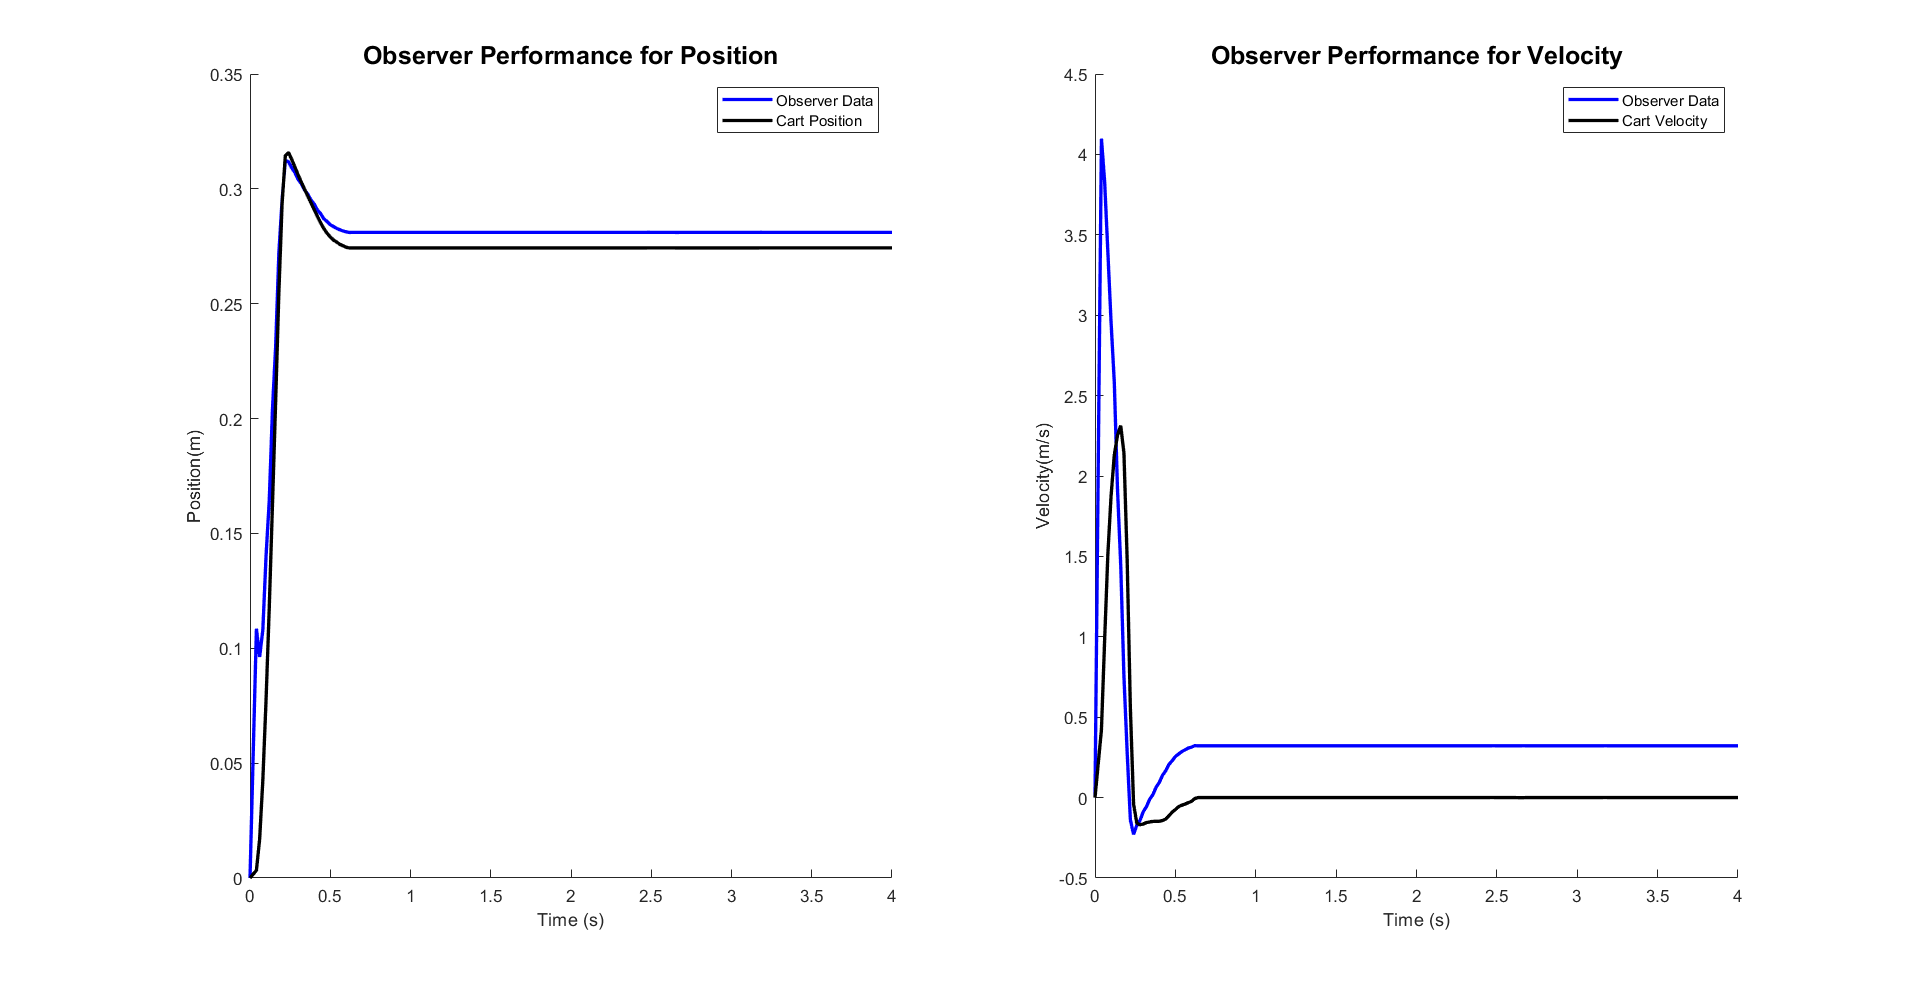 Observer Performance for Position
0.35
0.3
0.25
0.2
0.15
0.1
0.05
0
Position(m)
Observer Data
Cart Position
0 0.5 1 1.5 2 2.5 3 3.5 4
Time (s)
Observer Performance for Velocity
4.5
4
3.5
3
2.5
2
1.5
1
0.5
0
-0.5
Velocity(m/s)
Observer Data
Cart Velocity
0 0.5 1 1.5 2 2.5 3 3.5 4
Time (s)